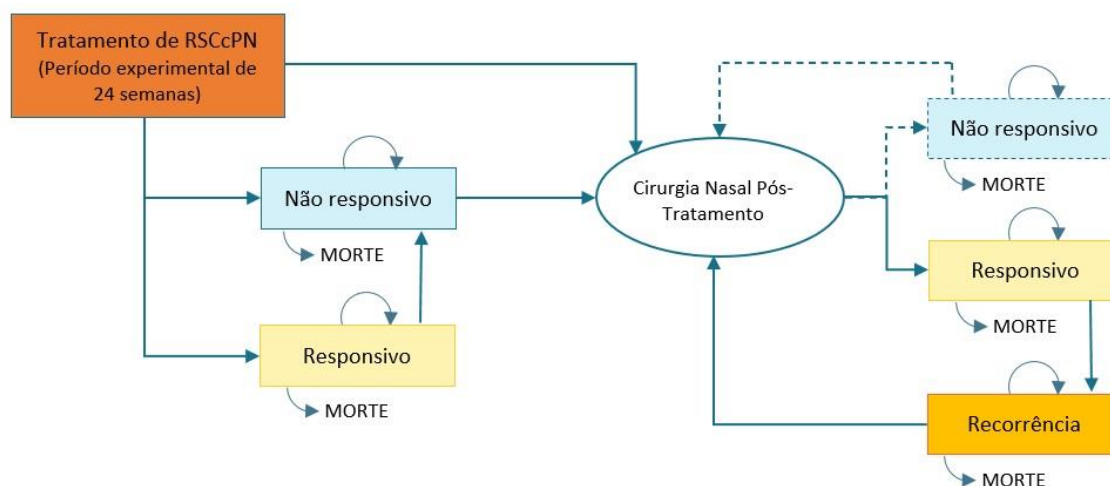 Tratamento de RSCcPN
(Período experimental de
24 semanas)
Não responsivo
MORTE
Responsivo
MORTE
Cirurgia Nasal Pós-
Tratamento
Não responsivo
MORTE
Responsivo
MORTE
Recorrência
MORTE